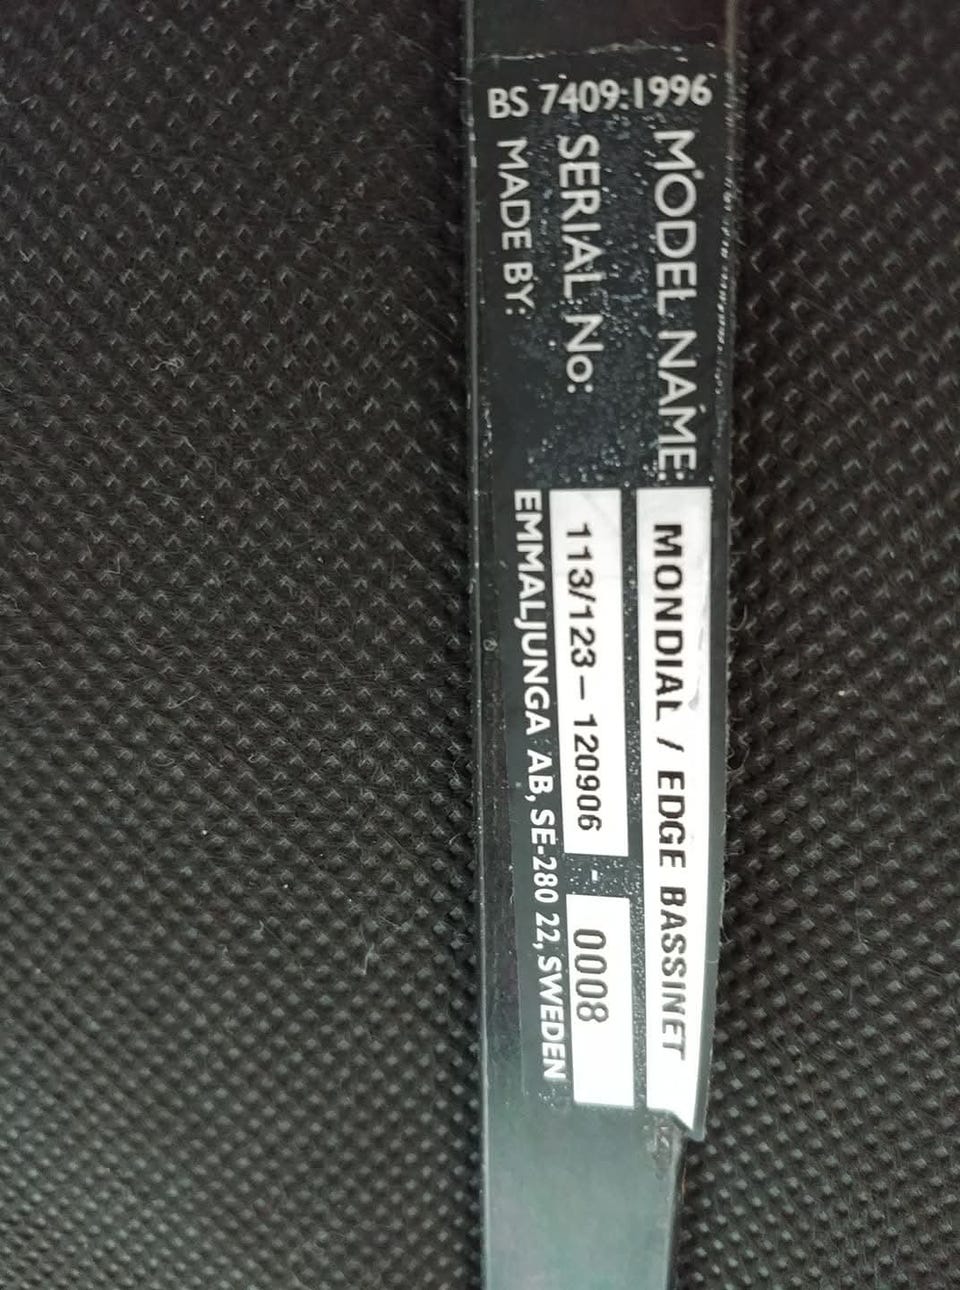 BS 7409:1996
MODEL NAME: MONDIAL / EDGE BASSINET
SERIAL No: 113/123-120906 - 0008
MADE BY: EMMALJUNGA AB, SE-280 22, SWEDEN